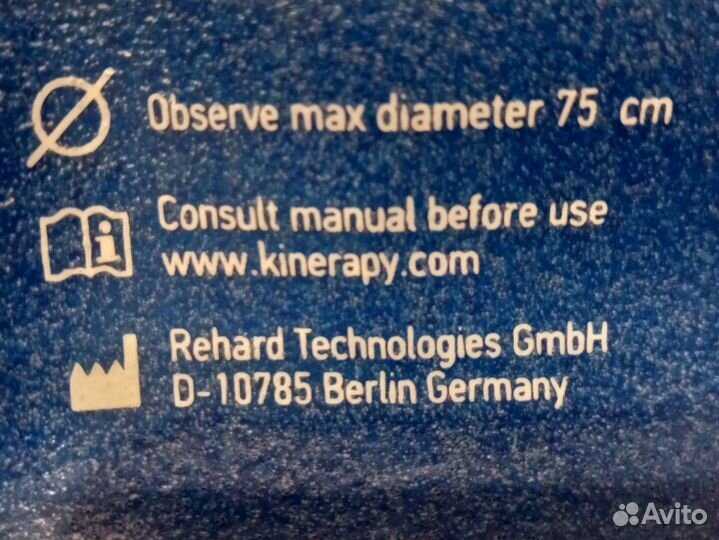 Observe max diameter 75 cm
Consult manual before use
www.kinerapy.com
Rehard Technologies GmbH
D-10785 Berlin Germany
Avito